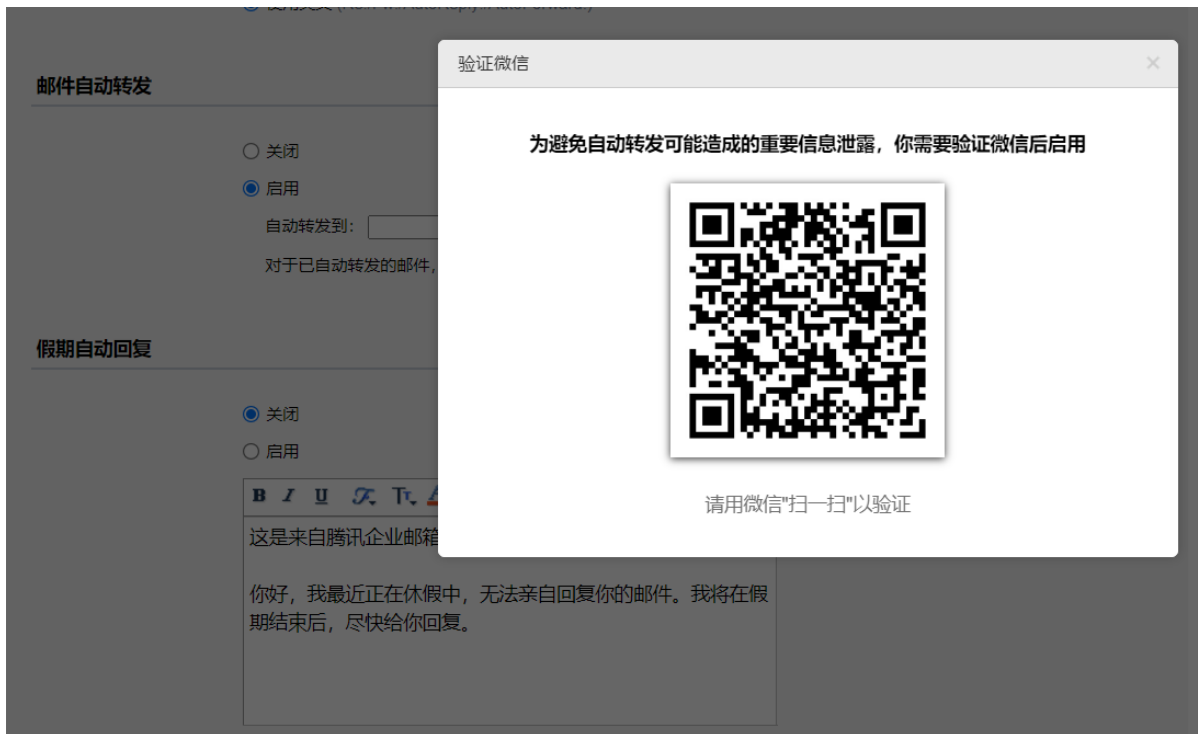 验证微信
×
邮件自动转发
为避免自动转发可能造成的重要信息泄露，你需要验证微信后启用
关闭
启用
自动转发到：
对于已自动转发的邮件，
假期自动回复
关闭
启用
B I U
请用微信"扫一扫"以验证
这是来自腾讯企业邮箱
你好，我最近正在休假中，无法亲自回复你的邮件。我将在假
期结束后，尽快给你回复。